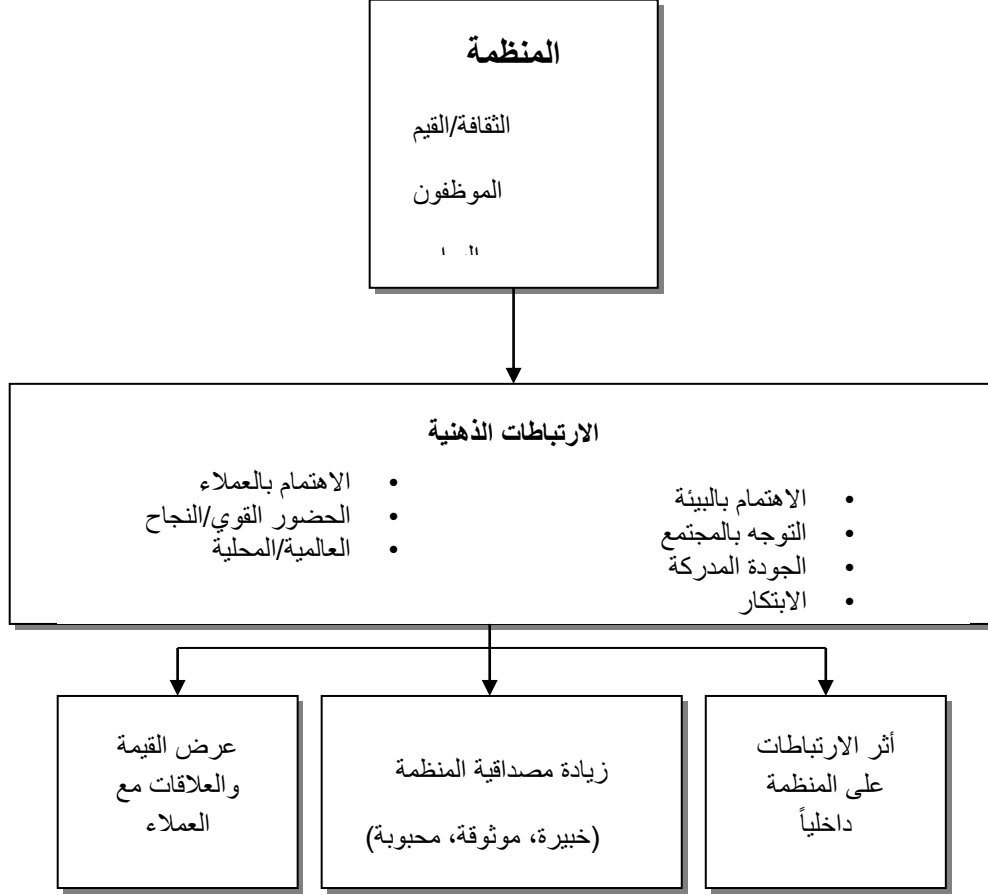 المنظمة
الثقافة/القيم
الموظفون
الارتباطات الذهنية
• الاهتمام بالبيئة
• التوجه بالمجتمع
• الجودة المدركة
• الابتكار
• الاهتمام بالعملاء
• الحضور القوي/النجاح
• العالمية/المحلية
أثر الارتباطات
على المنظمة
داخلياً
زيادة مصداقية المنظمة
(خبيرة، موثوقة، محبوبة)
عرض القيمة
والعلاقات مع
العملاء